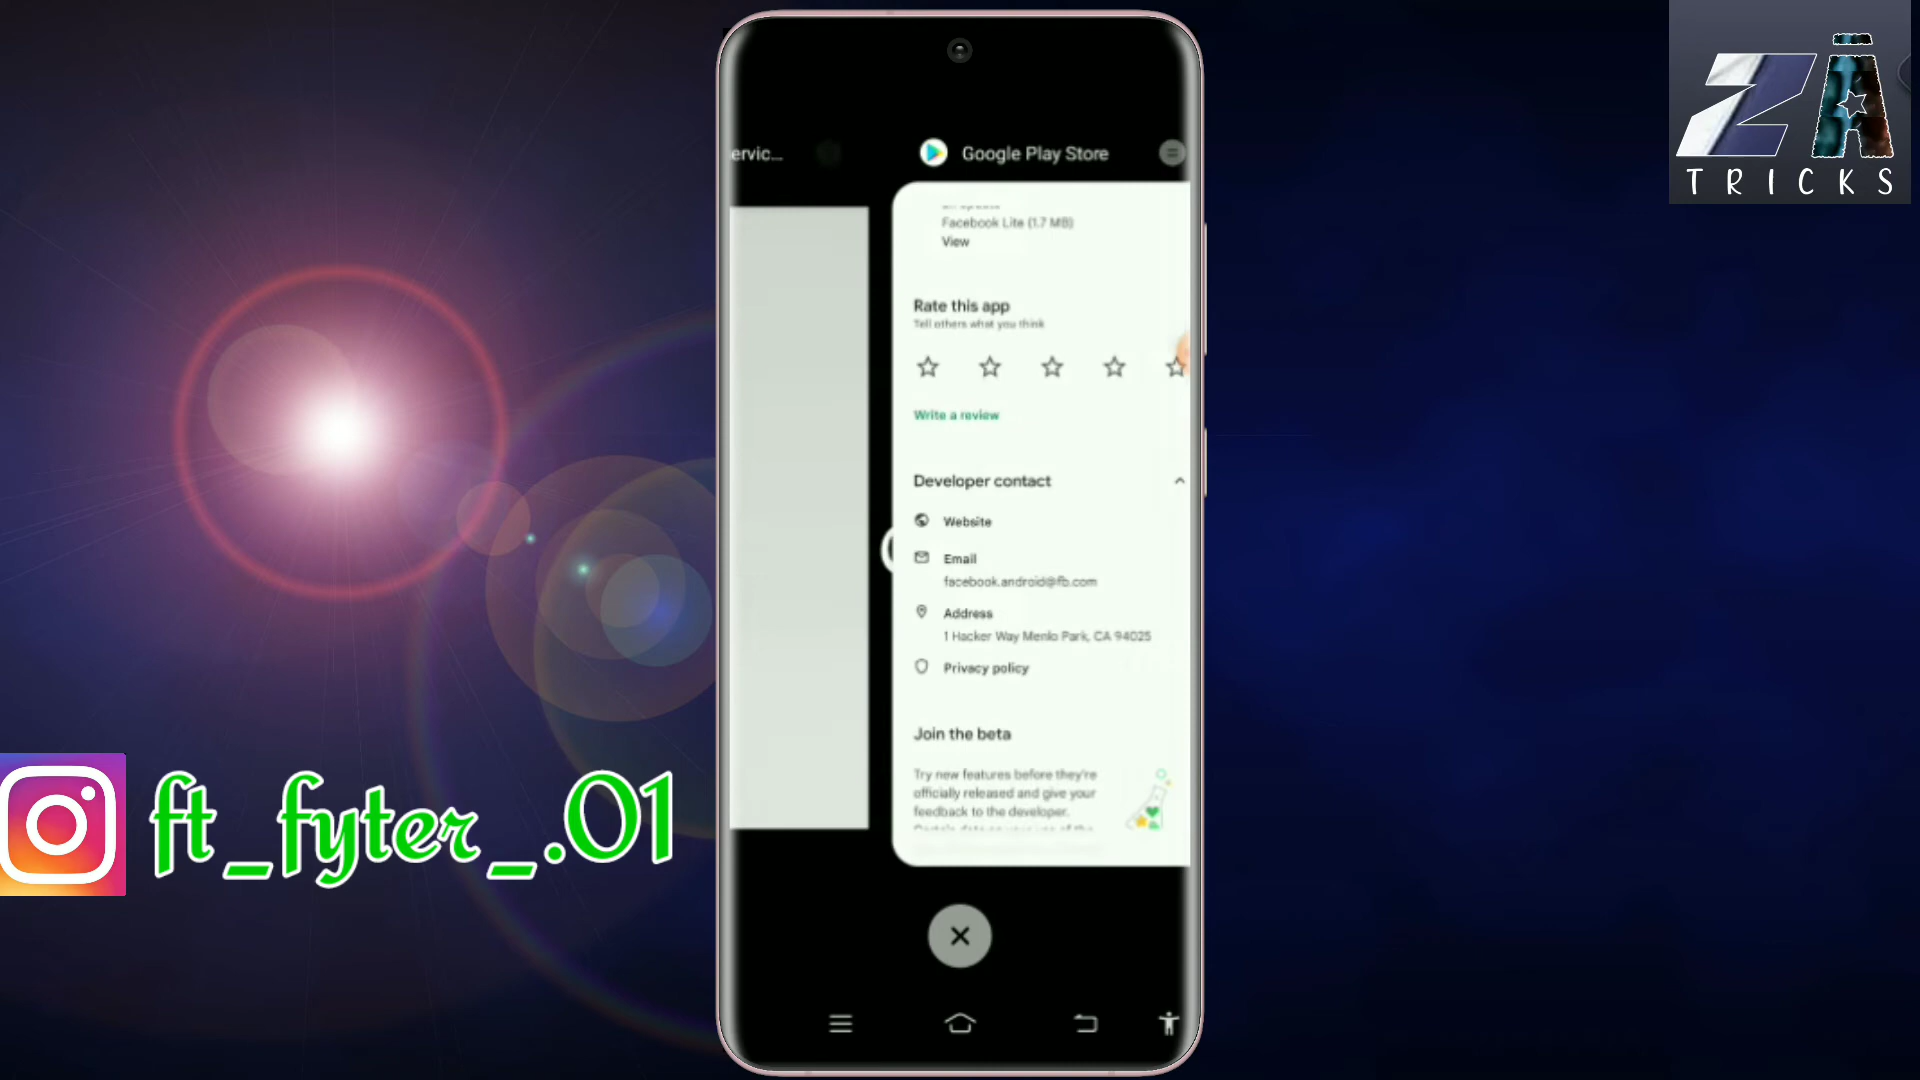 ZA
TRICKS
ervic...
Google Play Store
Facebook Lite (1.7 MB)
View
Rate this app
Tell others what you think
Write a review
Developer contact
Website
Email
facebook.android@fb.com
Address
1 Hacker Way Menlo Park, CA 94025
Privacy policy
Join the beta
Try new features before they're
officially released and give your
feedback to the developer.
ft_fyter_.01